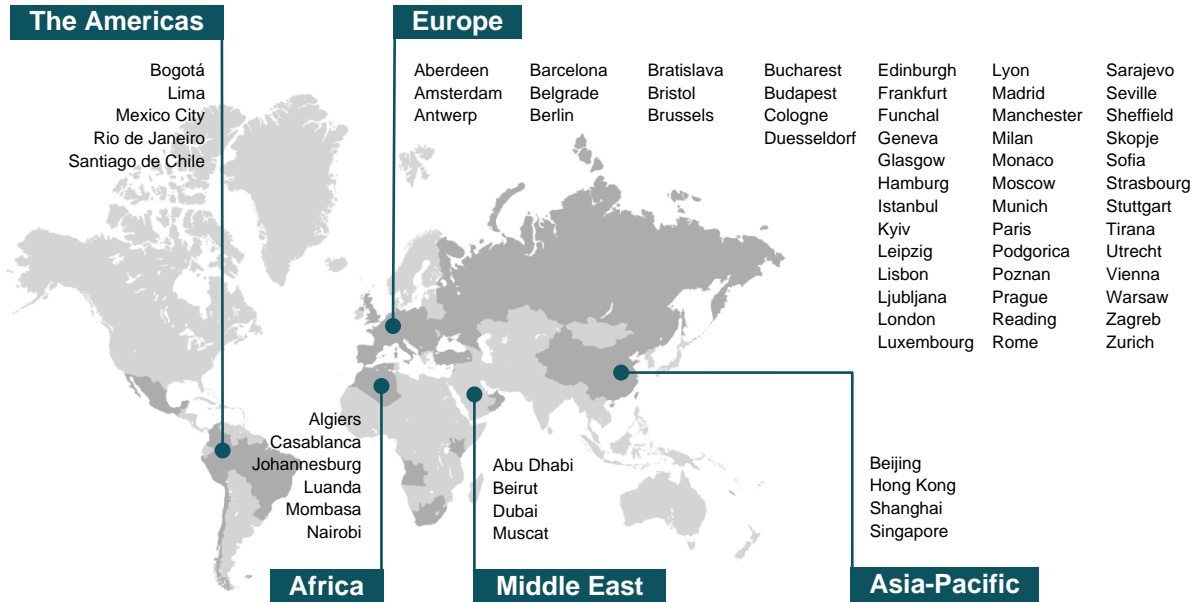 The Americas
Bogotá
Lima
Mexico City
Rio de Janeiro
Santiago de Chile
Europe
Aberdeen
Amsterdam
Antwerp
Barcelona
Belgrade
Berlin
Bratislava
Bristol
Brussels
Bucharest
Budapest
Cologne
Duesseldorf
Edinburgh
Frankfurt
Funchal
Geneva
Glasgow
Hamburg
Istanbul
Kyiv
Leipzig
Lisbon
Ljubljana
London
Luxembourg
Lyon
Madrid
Manchester
Milan
Monaco
Moscow
Munich
Paris
Podgorica
Poznan
Prague
Reading
Rome
Sarajevo
Seville
Sheffield
Skopje
Sofia
Strasbourg
Stuttgart
Tirana
Utrecht
Vienna
Warsaw
Zagreb
Zurich
Algiers
Casablanca
Johannesburg
Luanda
Mombasa
Nairobi
Africa
Abu Dhabi
Beirut
Dubai
Muscat
Middle East
Beijing
Hong Kong
Shanghai
Singapore
Asia-Pacific